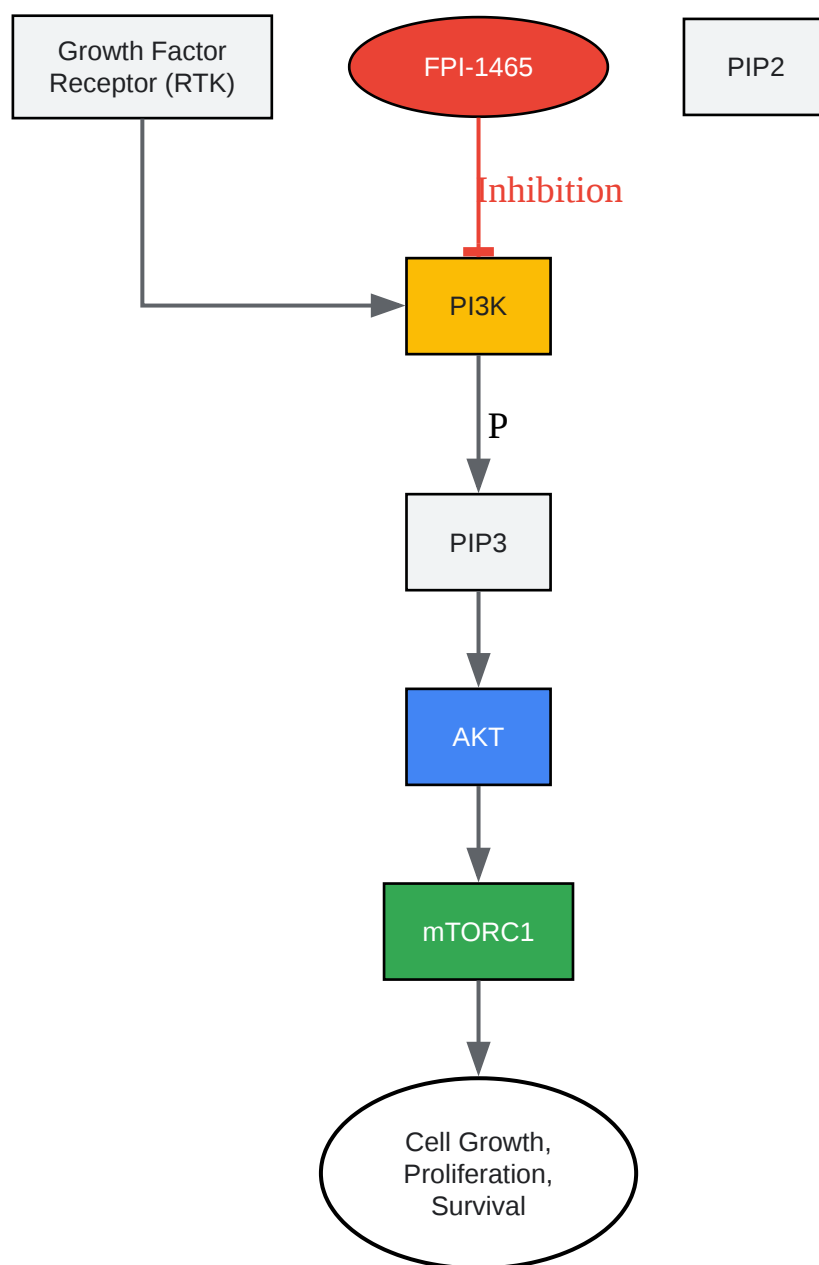 Growth Factor
Receptor (RTK)
FPI-1465
PIP2
Inhibition
PI3K
P
PIP3
AKT
mTORC1
Cell Growth,
Proliferation,
Survival